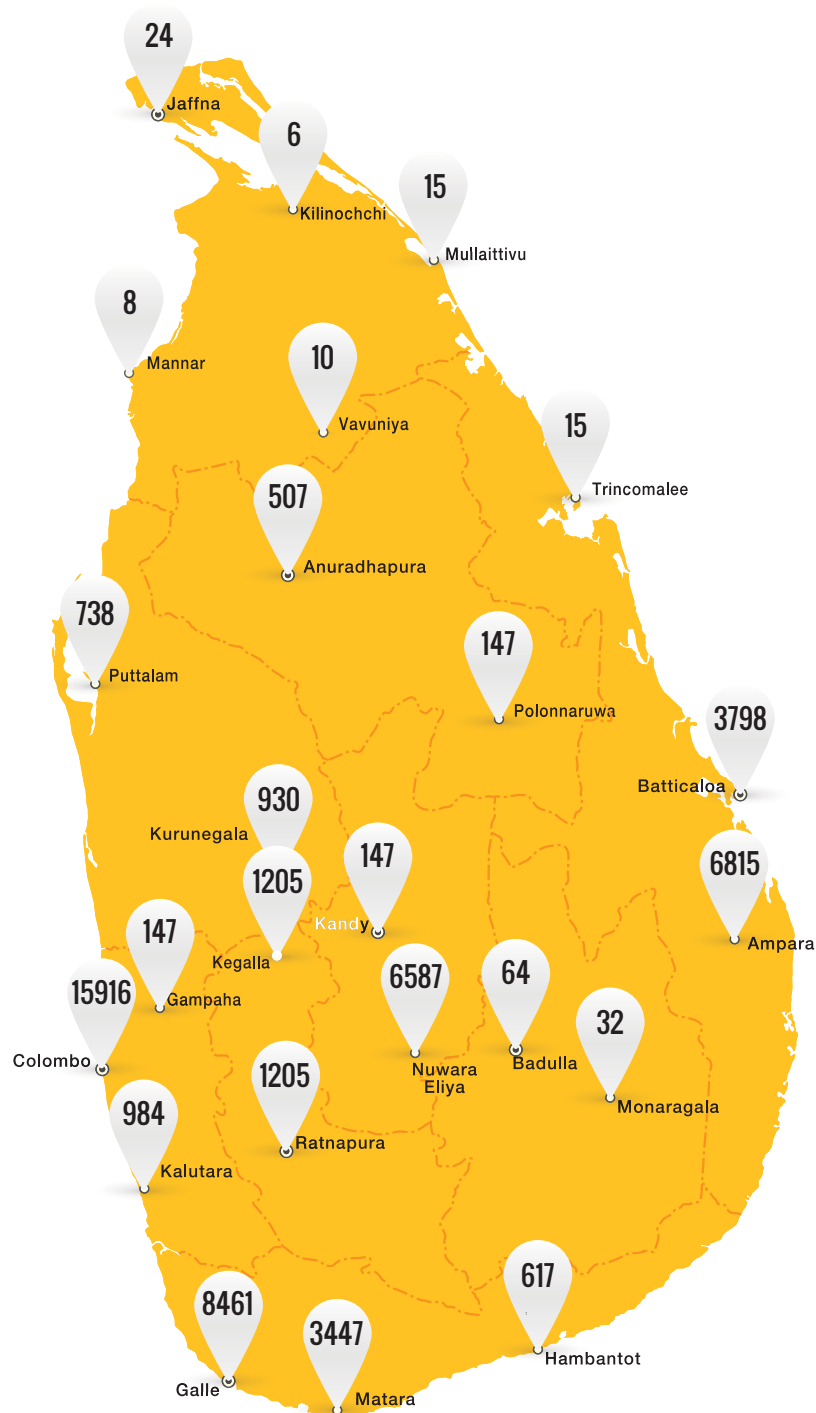 24
Jaffna
6
Kilinochchi
15
Mullaittivu
8
Mannar
10
Vavuniya
15
Trincomalee
507
Anuradhapura
738
Puttalam
147
Polonnaruwa
3798
Batticaloa
930
Kurunegala
147
Kandy
6815
Ampara
1205
Kegalla
147
Gampaha
15916
Colombo
6587
Nuwara
Eliya
64
Badulla
32
Monaragala
1205
Ratnapura
984
Kalutara
617
Hambantot
8461
Galle
3447
Matara